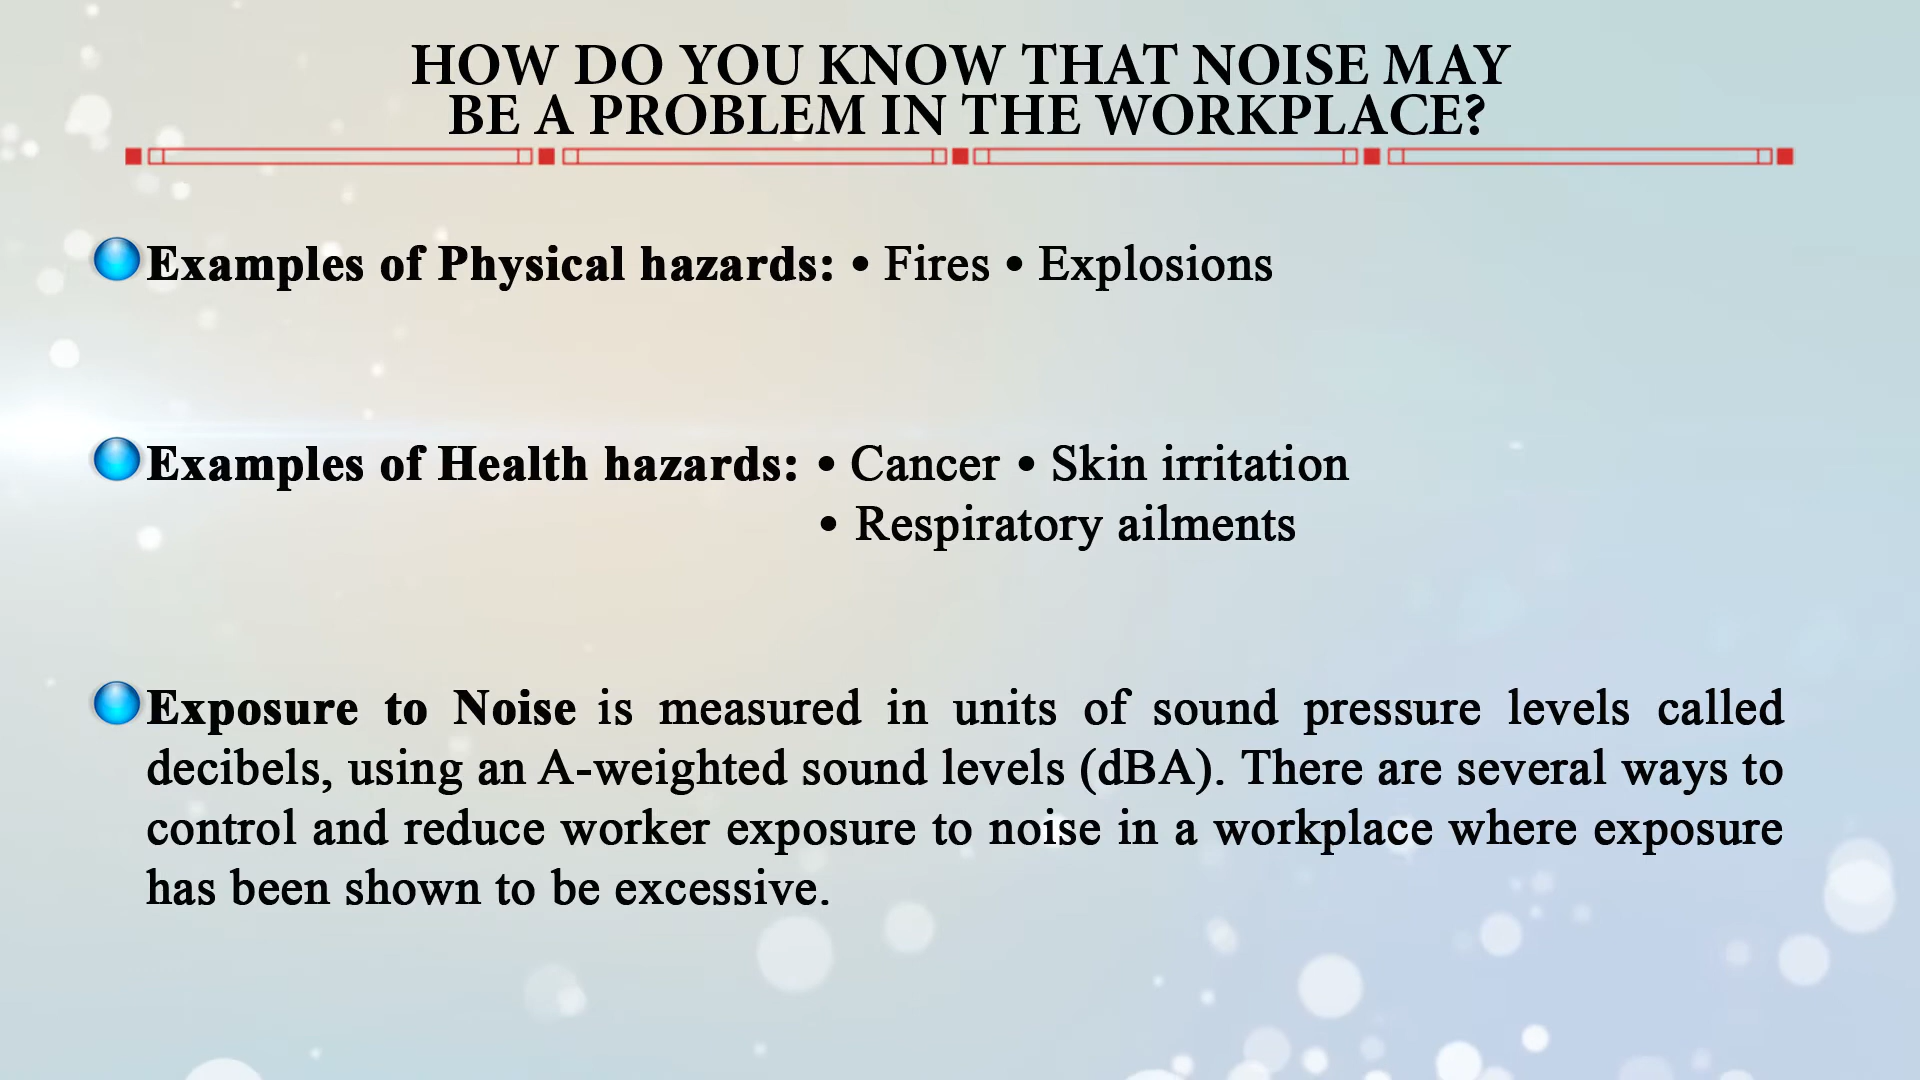 HOW DO YOU KNOW THAT NOISE MAY
BE A PROBLEM IN THE WORKPLACE?
Examples of Physical hazards: • Fires • Explosions
Examples of Health hazards: • Cancer • Skin irritation
• Respiratory ailments
Exposure to Noise is measured in units of sound pressure levels called
decibels, using an A-weighted sound levels (dBA). There are several ways to
control and reduce worker exposure to noise in a workplace where exposure
has been shown to be excessive.